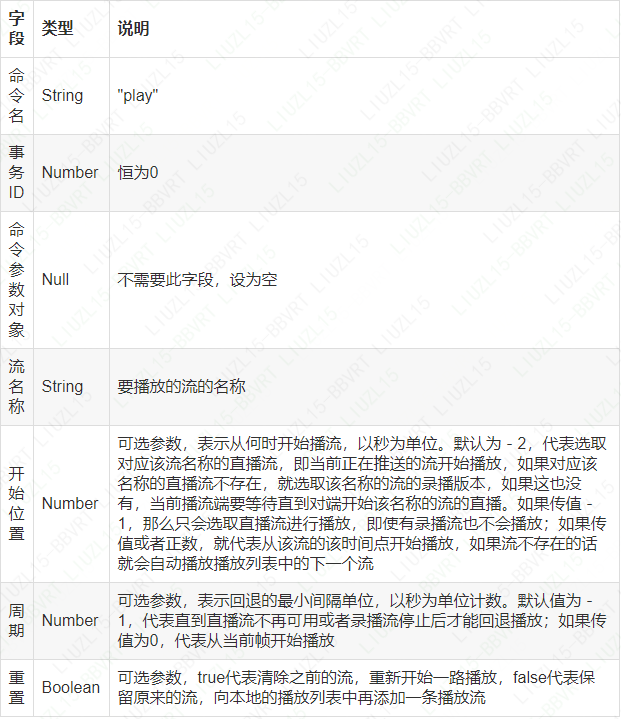 字段 类型 说明
命令名 String "play"
事务ID Number 恒为0
命令参数对象 Null 不需要此字段，设为空
流名称 String 要播放的流的名称
开始位置 Number 可选参数，表示从何时开始播流，以秒为单位。默认为 - 2，代表选取
对应该流名称的直播流，即当前正在推送的流开始播放，如果对应该
名称的直播流不存在，就选取该名称的流的录播版本，如果这也没
有，当前播流端要等待直到对端开始该名称的流的直播。如果传值 -
1，那么只会选取直播流进行播放，即使有录播流也不会播放；如果传
值或者正数，就代表从该流的该时间点开始播放，如果流不存在的话
就会自动播放播放列表中的下一个流
周期 Number 可选参数，表示回退的最小间隔单位，以秒为单位计数。默认值为 -
1，代表直到直播流不再可用或者录播流停止后才能回退播放；如果传
值为0，代表从当前帧开始播放
重置 Boolean 可选参数，true代表清除之前的流，重新开始一路播放，false代表保
留原来的流，向本地的播放列表中再添加一条播放流
LIUZL15-BBVRT